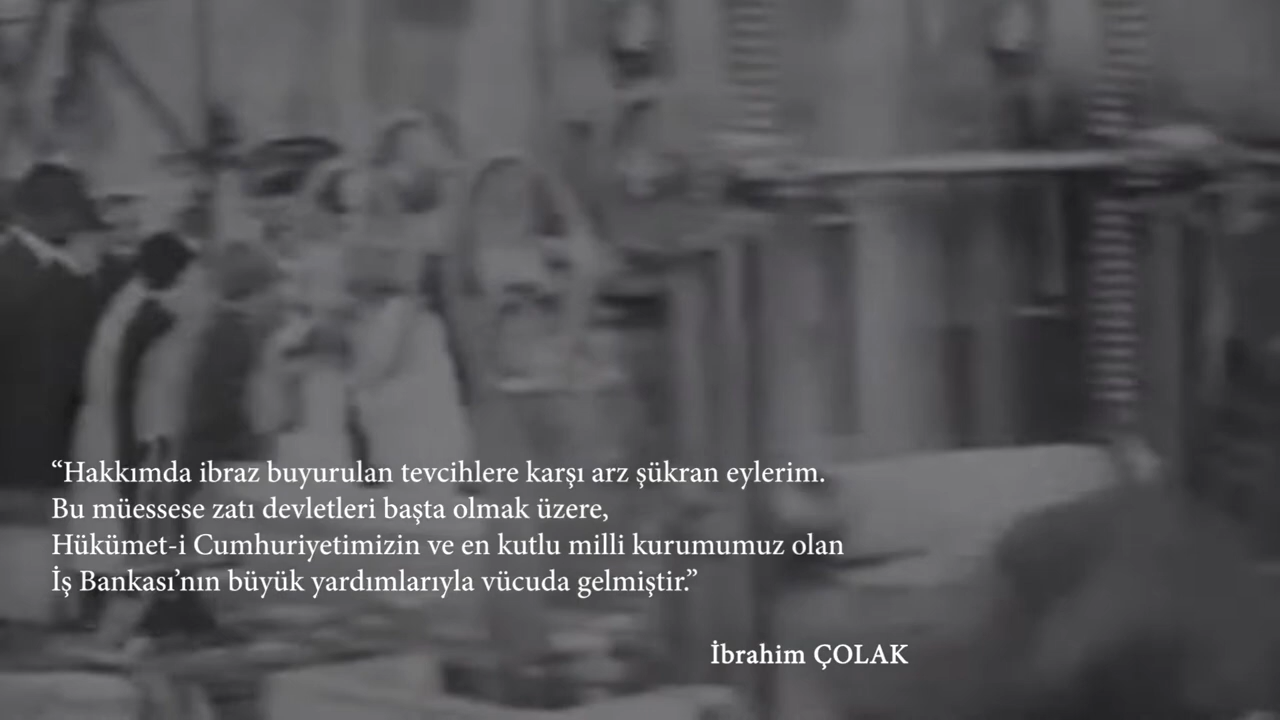 “Hakkımda ibraz buyurulan tevcihlere karşı arz şükran eylerim.
Bu müessese zatı devletleri başta olmak üzere,
Hükümet-i Cumhuriyetimizin ve en kutlu milli kurumumuz olan
İş Bankası’nın büyük yardımlarıyla vücuda gelmiştir.”
İbrahim ÇOLAK